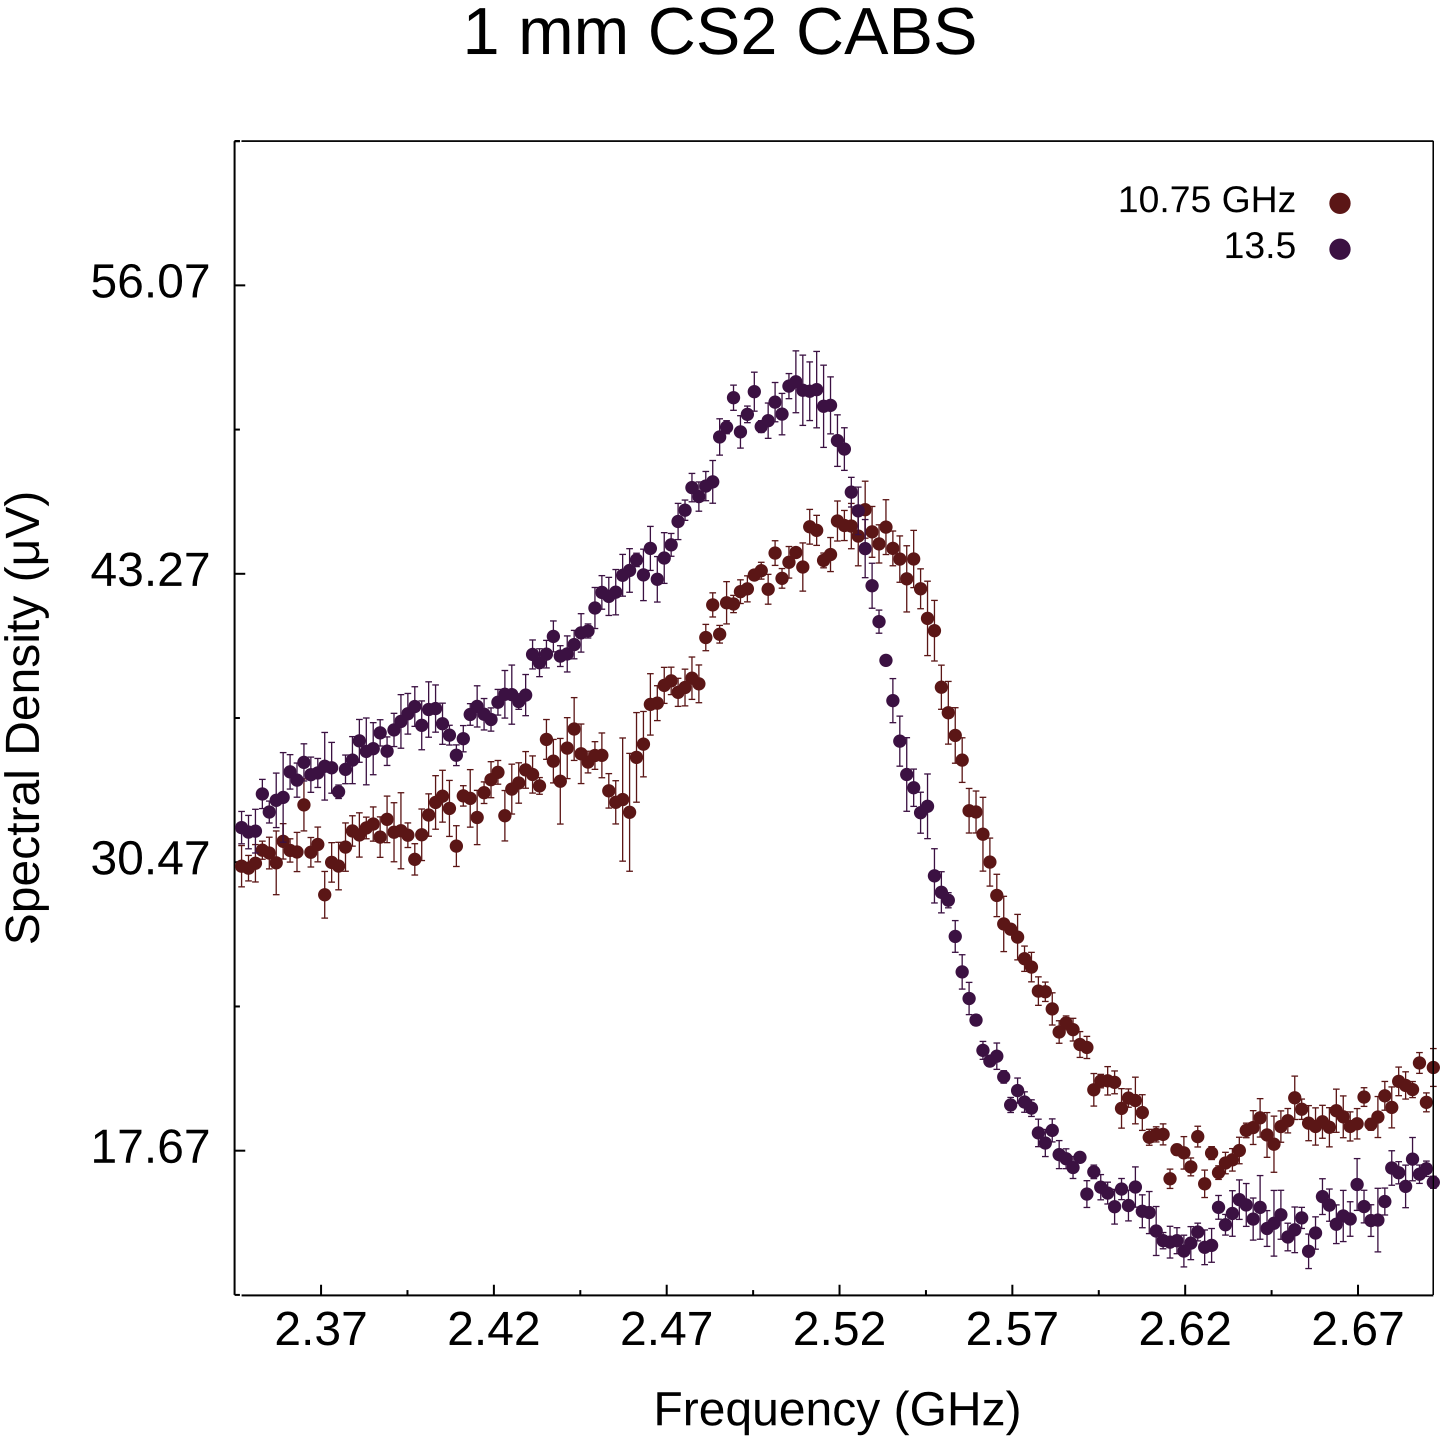 1 mm CS2 CABS
10.75 GHz
13.5
56.07
43.27
30.47
17.67
Spectral Density (μV)
2.37 2.42 2.47 2.52 2.57 2.62 2.67
Frequency (GHz)